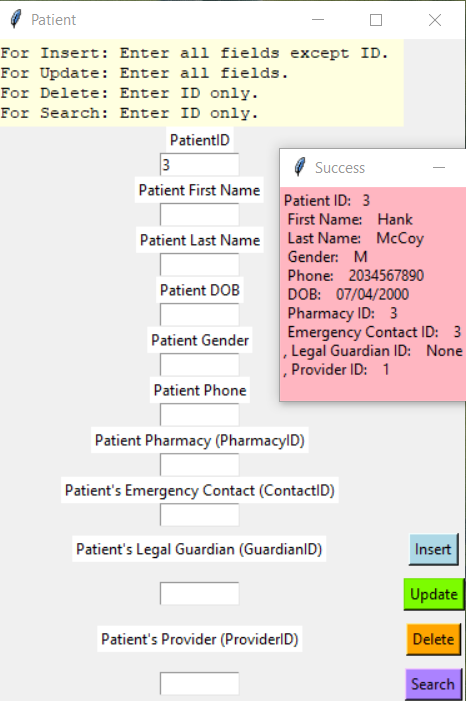 Patient
For Insert: Enter all fields except ID.
For Update: Enter all fields.
For Delete: Enter ID only.
For Search: Enter ID only.
PatientID
3
Patient First Name
Patient Last Name
Patient DOB
Patient Gender
Patient Phone
Patient Pharmacy (PharmacyID)
Patient's Emergency Contact (ContactID)
Patient's Legal Guardian (GuardianID)
Patient's Provider (ProviderID)
Insert
Update
Delete
Search
Success
Patient ID: 3
First Name: Hank
Last Name: McCoy
Gender: M
Phone: 2034567890
DOB: 07/04/2000
Pharmacy ID: 3
Emergency Contact ID: 3
, Legal Guardian ID: None
, Provider ID: 1